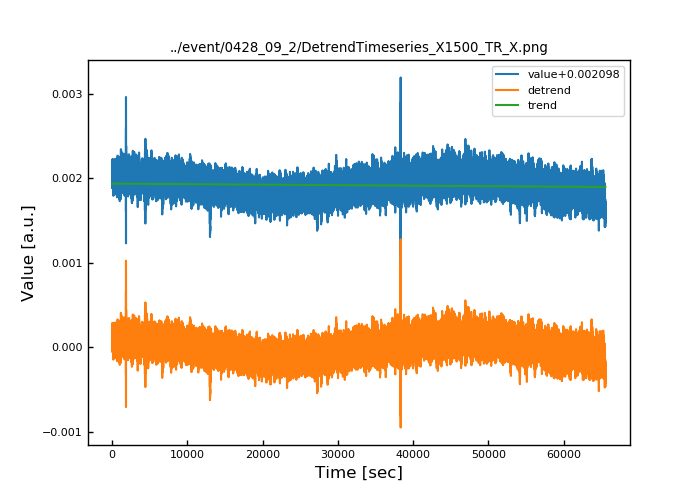 ../event/0428_09_2/DetrendTimeseries_X1500_TR_X.png
value+0.002098
detrend
trend
0.003
0.002
0.001
0.000
−0.001
Value [a.u.]
0
10000
20000
30000
40000
50000
60000
Time [sec]